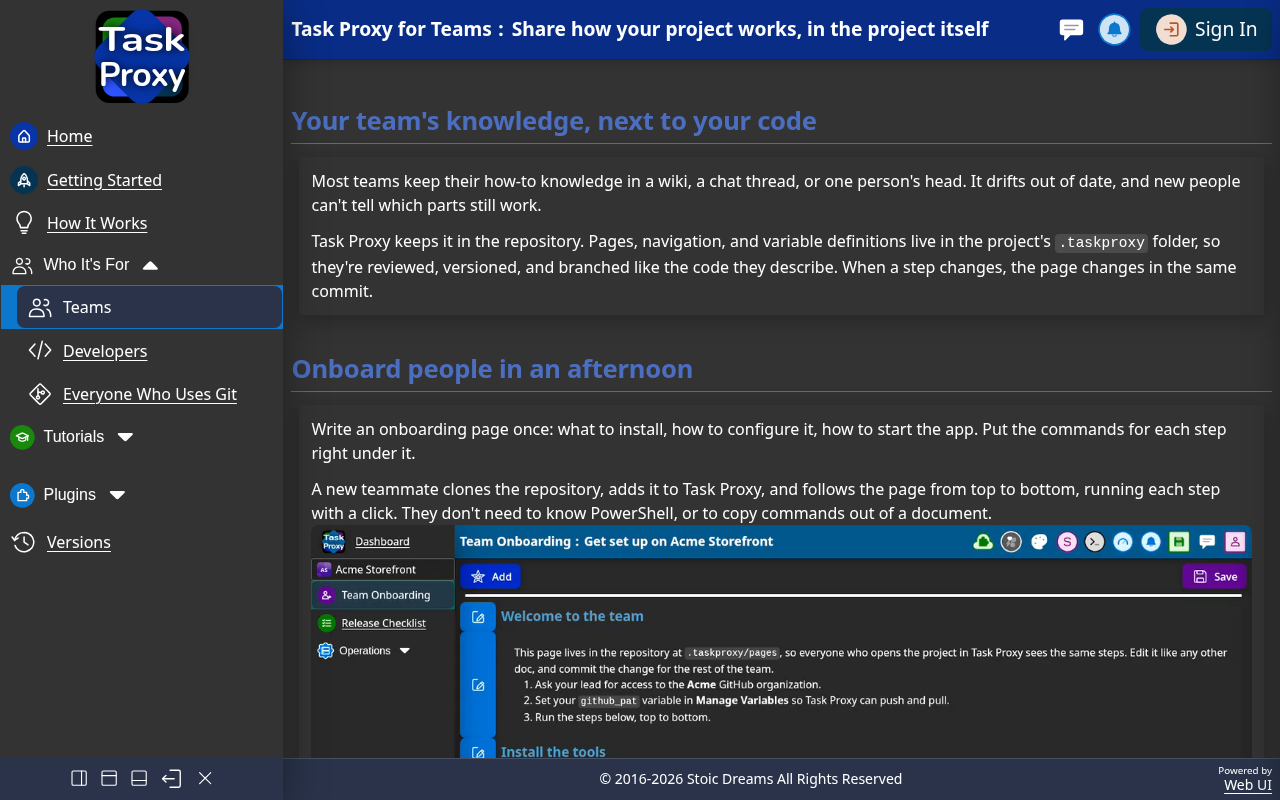 Task Proxy
Home
Getting Started
How It Works
Who It's For
Teams
Developers
Everyone Who Uses Git
Tutorials
Plugins
Versions
Task Proxy for Teams : Share how your project works, in the project itself
Sign In
Your team's knowledge, next to your code
Most teams keep their how-to knowledge in a wiki, a chat thread, or one person's head. It drifts out of date, and new people
can't tell which parts still work.
Task Proxy keeps it in the repository. Pages, navigation, and variable definitions live in the project's .taskproxy folder, so
they're reviewed, versioned, and branched like the code they describe. When a step changes, the page changes in the same
commit.
Onboard people in an afternoon
Write an onboarding page once: what to install, how to configure it, how to start the app. Put the commands for each step
right under it.
A new teammate clones the repository, adds it to Task Proxy, and follows the page from top to bottom, running each step
with a click. They don't need to know PowerShell, or to copy commands out of a document.
Task Proxy
Dashboard
AS Acme Storefront
Team Onboarding
Release Checklist
Operations
Team Onboarding : Get set up on Acme Storefront
S
Add
Save
Welcome to the team
This page lives in the repository at .taskproxy/pages, so everyone who opens the project in Task Proxy sees the same steps. Edit it like any other
doc, and commit the change for the rest of the team.
1. Ask your lead for access to the Acme GitHub organization.
2. Set your github_pat variable in Manage Variables so Task Proxy can push and pull.
3. Run the steps below, top to bottom.
Install the tools
© 2016-2026 Stoic Dreams All Rights Reserved
Powered by
Web UI